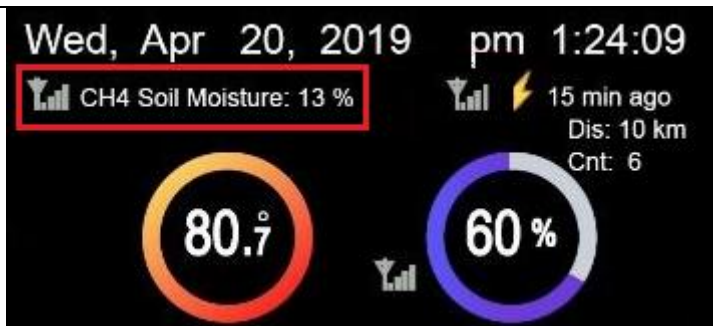 Wed, Apr 20, 2019 pm 1:24:09
CH4 Soil Moisture: 13 %
15 min ago
Dis: 10 km
Cnt: 6
80.7°
60 %